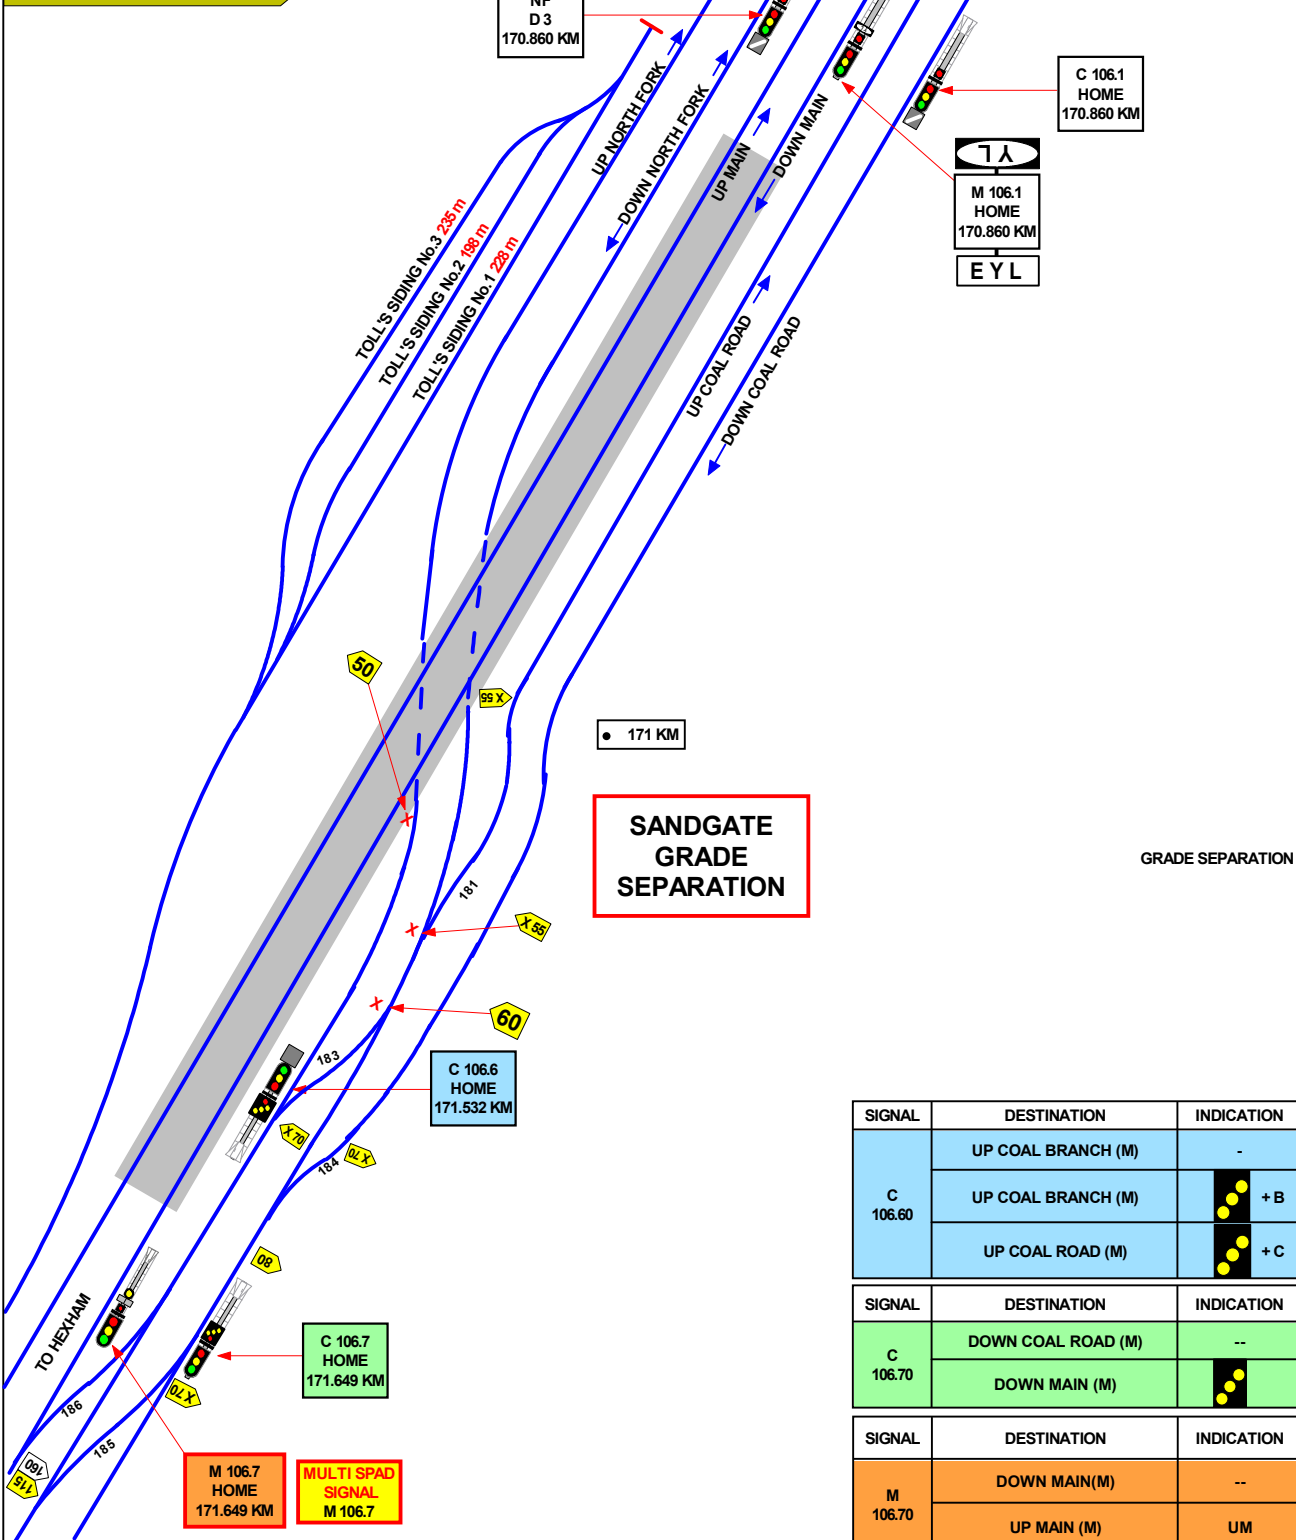 NF
D 3
170.860 KM
C 106.1
HOME
170.860 KM
YL
M 106.1
HOME
170.860 KM
E Y L
UP NORTH FORK
DOWN NORTH FORK
UP MAIN
DOWN MAIN
TOLL'S SIDING No.3 235 m
TOLL'S SIDING No.2 198 m
TOLL'S SIDING No.1 228 m
UP COAL ROAD
DOWN COAL ROAD
50
X 55
171 KM
SANDGATE
GRADE
SEPARATION
GRADE SEPARATION
181
X
X
X 55
X
60
183
C 106.6
HOME
171.532 KM
X 70
184
X 70
80
TO HEXHAM
C 106.7
HOME
171.649 KM
X 70
186
185
160
115
M 106.7
HOME
171.649 KM
MULTI SPAD
SIGNAL
M 106.7
SIGNAL DESTINATION INDICATION
C
106.60
UP COAL BRANCH (M) -
UP COAL BRANCH (M) + B
UP COAL ROAD (M) + C
SIGNAL DESTINATION INDICATION
C
106.70
DOWN COAL ROAD (M) --
DOWN MAIN (M)
SIGNAL DESTINATION INDICATION
M
106.70
DOWN MAIN(M) --
UP MAIN (M) UM